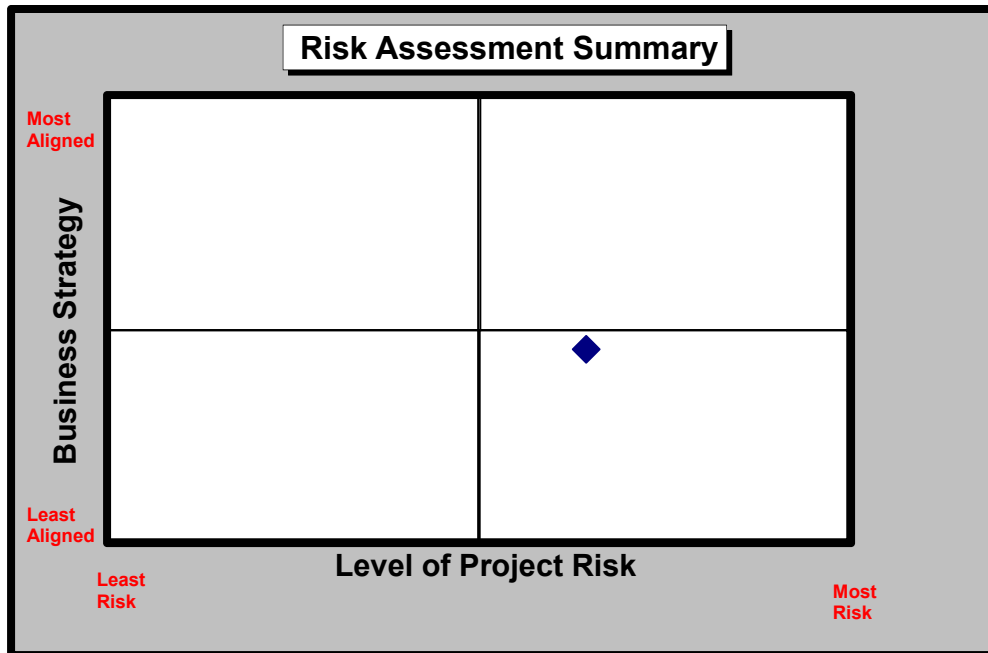 Risk Assessment Summary
Most
Aligned
Business Strategy
Least
Aligned
Level of Project Risk
Least
Risk
Most
Risk